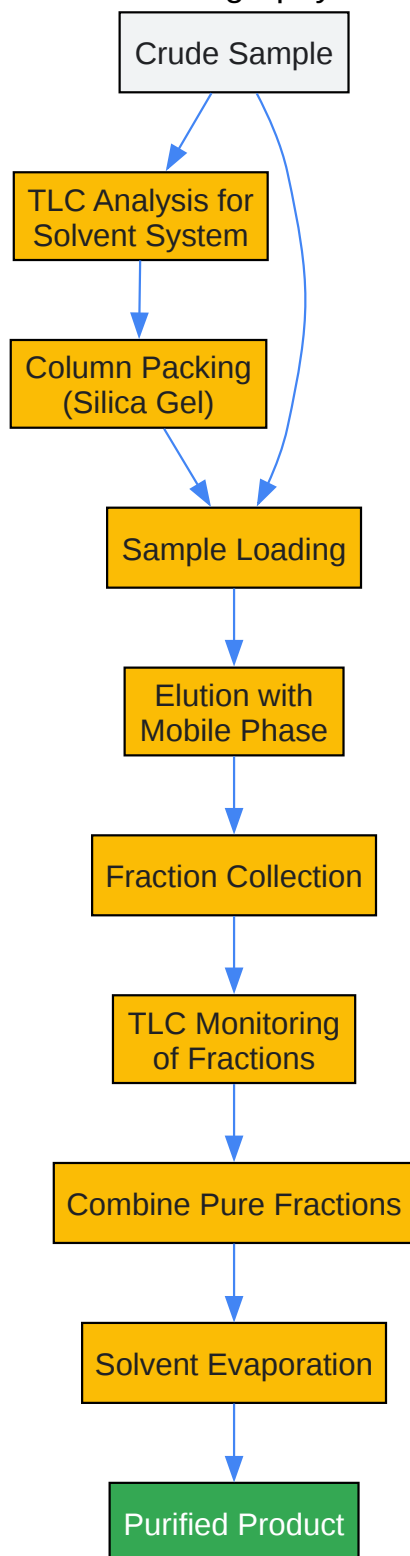 Crude Sample
TLC Analysis for
Solvent System
Column Packing
(Silica Gel)
Sample Loading
Elution with
Mobile Phase
Fraction Collection
TLC Monitoring
of Fractions
Combine Pure Fractions
Solvent Evaporation
Purified Product